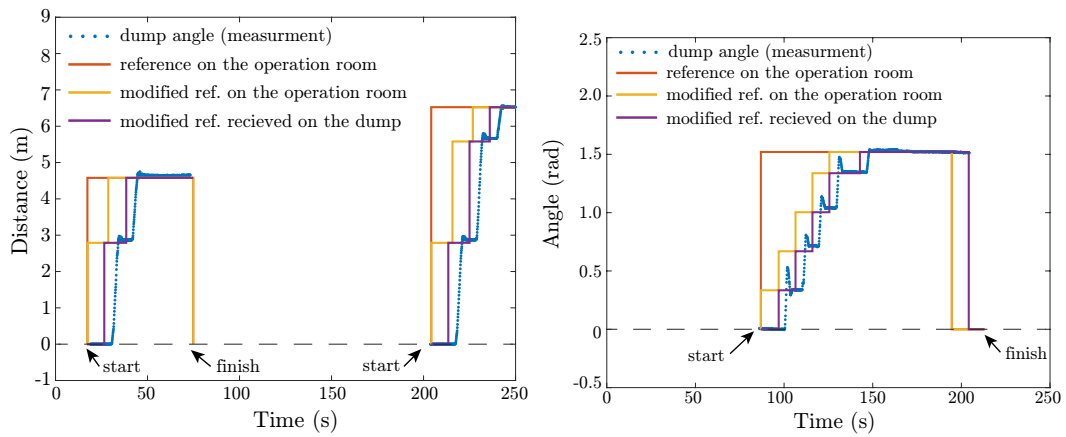 9
8
7
6
5
4
3
2
1
0
-1
Distance (m)
dump angle (measurment)
reference on the operation room
modified ref. on the operation room
modified ref. recieved on the dump
start
finish
start
0
50
100
150
200
250
Time (s)
2.5
2.0
1.5
1.0
0.5
0
-0.5
Angle (rad)
dump angle (measurment)
reference on the operation room
modified ref. on the operation room
modified ref. recieved on the dump
start
finish
0
50
100
150
200
250
Time (s)